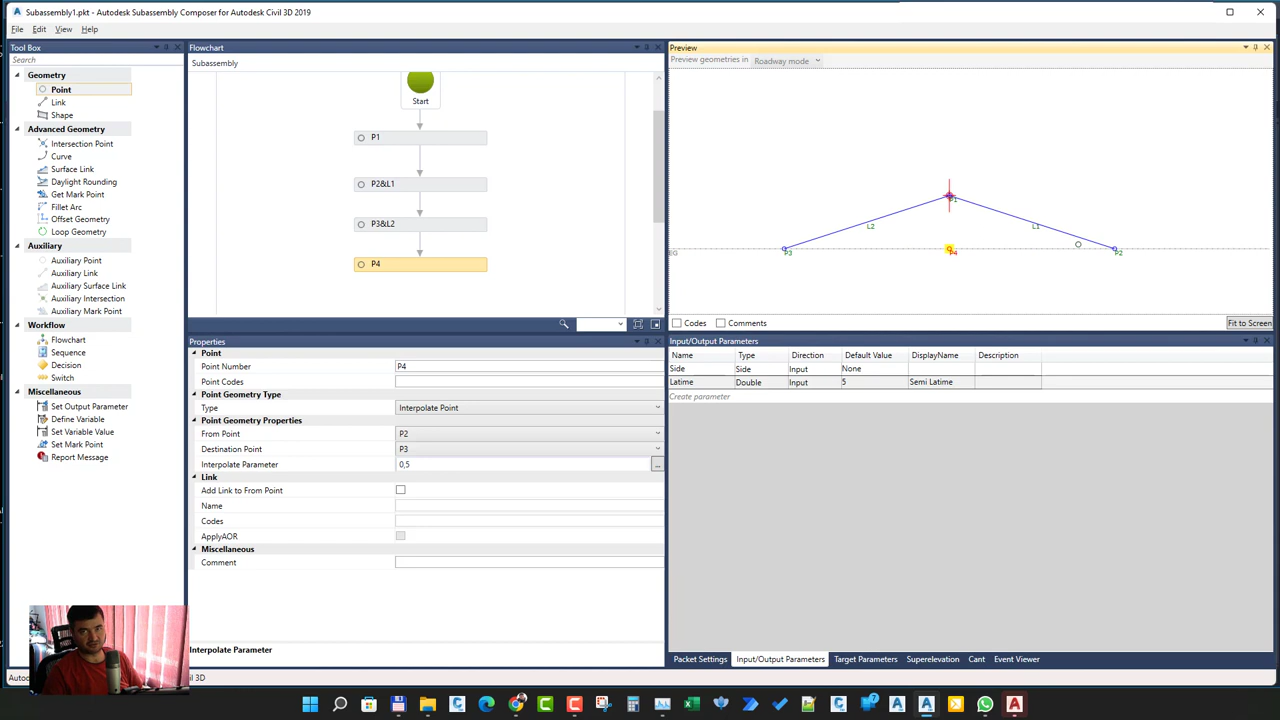 Subassembly1.pkt - Autodesk Subassembly Composer for Autodesk Civil 3D 2019
File Edit View Help
Tool Box
Search
Geometry
Point
Link
Shape
Advanced Geometry
Intersection Point
Curve
Surface Link
Daylight Rounding
Get Mark Point
Fillet Arc
Offset Geometry
Loop Geometry
Auxiliary
Auxiliary Point
Auxiliary Link
Auxiliary Surface Link
Auxiliary Intersection
Auxiliary Mark Point
Workflow
Flowchart
Sequence
Decision
Switch
Miscellaneous
Set Output Parameter
Define Variable
Set Variable Value
Set Mark Point
Report Message
Flowchart
Subassembly
Start
P1
P2&L1
P3&L2
P4
Properties
Point
Point Number P4
Point Codes
Point Geometry Type
Type Interpolate Point
Point Geometry Properties
From Point P2
Destination Point P3
Interpolate Parameter 0,5
...
Link
Add Link to From Point
Name
Codes
ApplyAOR
Miscellaneous
Comment
Interpolate Parameter
Preview
Preview geometries in Roadway mode
P1
L2 L1
EG P3 P4 P2
Codes Comments Fit to Screen
Input/Output Parameters
Name Type Direction Default Value DisplayName Description
Side Side Input None
Latime Double Input 5 Semi Latime
Create parameter
Packet Settings Input/Output Parameters Target Parameters Superelevation Cant Event Viewer